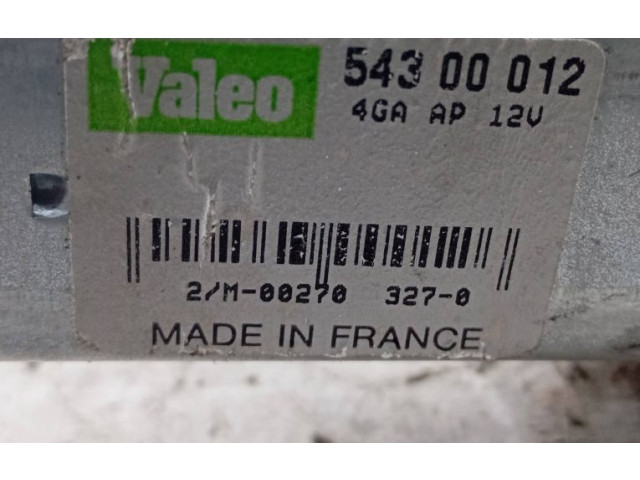 Valeo 543 00 012
4GA AP 12V
2/M-00270 327-0
MADE IN FRANCE